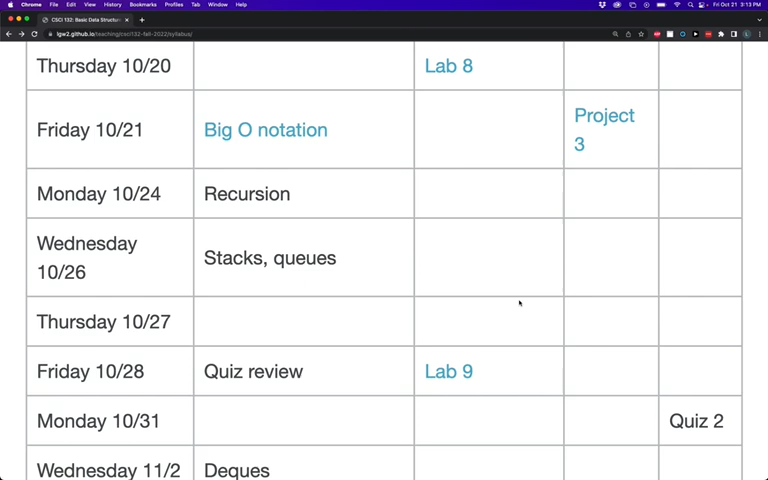 Chrome File Edit View History Bookmarks Profiles Tab Window Help
Fri Oct 21 3:13 PM
CSCI 132: Basic Data Structur
lgw2.github.io/teaching/csci132-fall-2022/syllabus/
Thursday 10/20 Lab 8
Friday 10/21 Big O notation Project
3
Monday 10/24 Recursion
Wednesday
10/26
Stacks, queues
Thursday 10/27
Friday 10/28 Quiz review Lab 9
Monday 10/31 Quiz 2
Wednesday 11/2 Deques